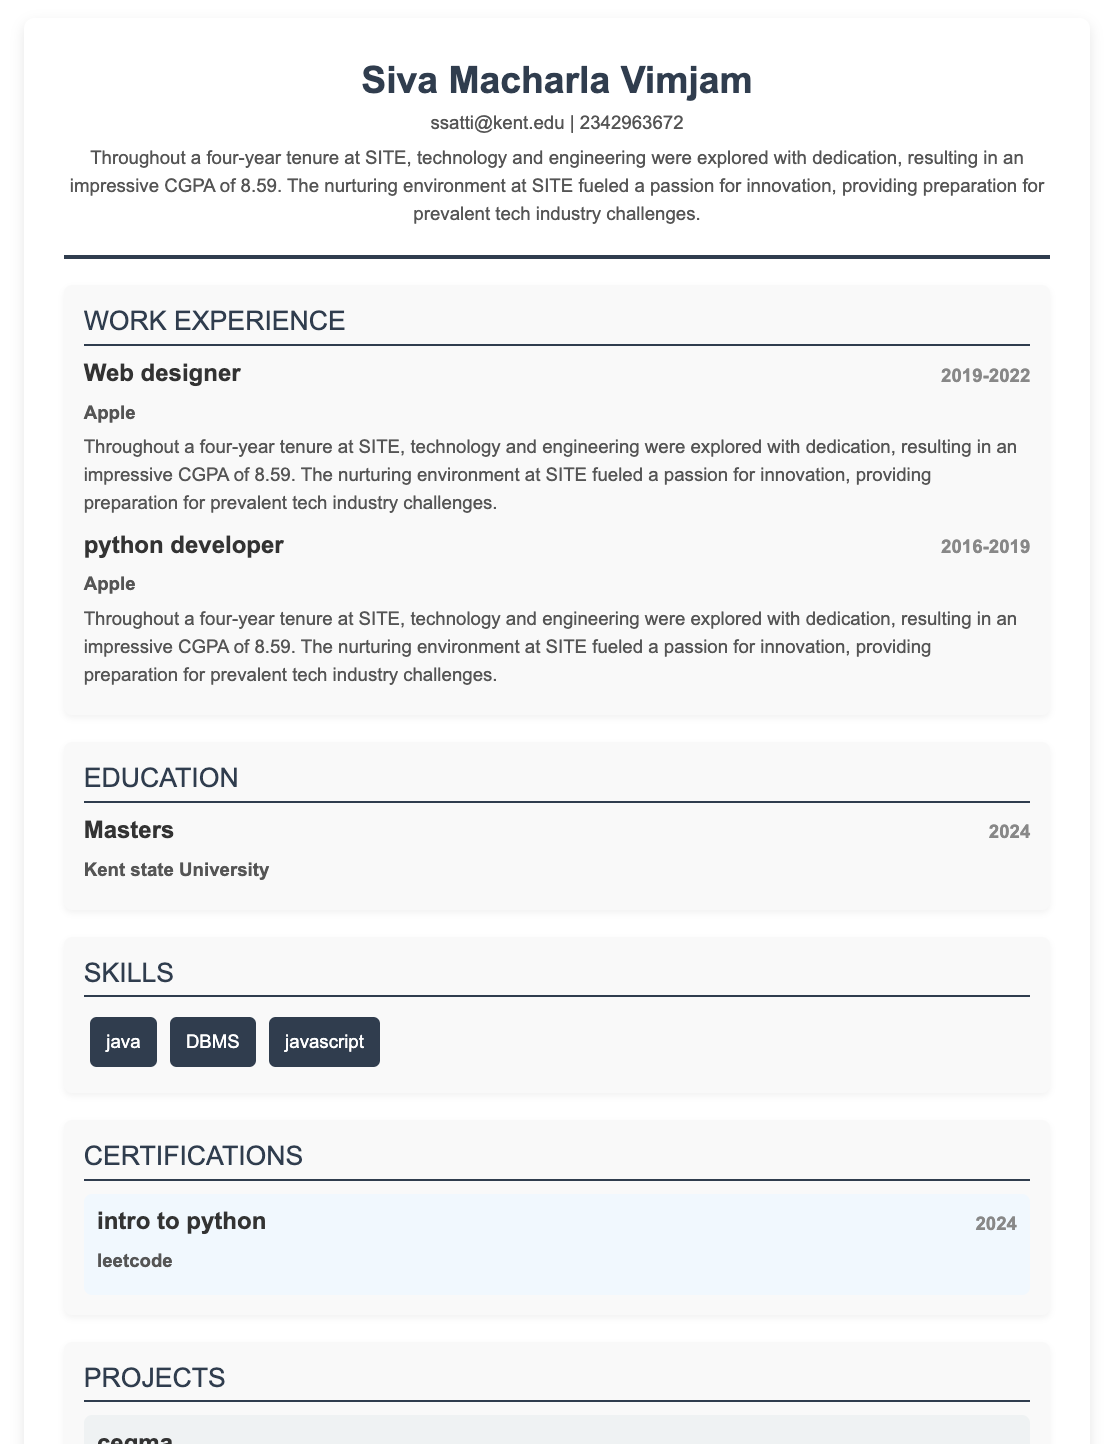 Siva Macharla Vimjam
ssatti@kent.edu | 2342963672
Throughout a four-year tenure at SITE, technology and engineering were explored with dedication, resulting in an
impressive CGPA of 8.59. The nurturing environment at SITE fueled a passion for innovation, providing preparation for
prevalent tech industry challenges.
WORK EXPERIENCE
Web designer 2019-2022
Apple
Throughout a four-year tenure at SITE, technology and engineering were explored with dedication, resulting in an
impressive CGPA of 8.59. The nurturing environment at SITE fueled a passion for innovation, providing
preparation for prevalent tech industry challenges.
python developer 2016-2019
Apple
Throughout a four-year tenure at SITE, technology and engineering were explored with dedication, resulting in an
impressive CGPA of 8.59. The nurturing environment at SITE fueled a passion for innovation, providing
preparation for prevalent tech industry challenges.
EDUCATION
Masters 2024
Kent state University
SKILLS
java DBMS javascript
CERTIFICATIONS
intro to python 2024
leetcode
PROJECTS